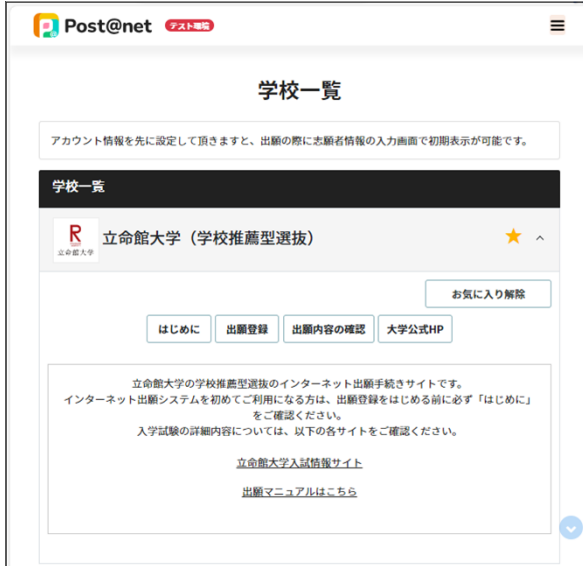 Post@net テスト環境
学校一覧
アカウント情報を先に設定して頂きますと、出願の際に志願者情報の入力画面で初期表示が可能です。
学校一覧
R
立命館大学
立命館大学（学校推薦型選抜）
お気に入り解除
はじめに 出願登録 出願内容の確認 大学公式HP
立命館大学の学校推薦型選抜のインターネット出願手続きサイトです。
インターネット出願システムを初めてご利用になる方は、出願登録をはじめる前に必ず「はじめに」
をご確認ください。
入学試験の詳細内容については、以下の各サイトをご確認ください。
立命館大学入試情報サイト
出願マニュアルはこちら